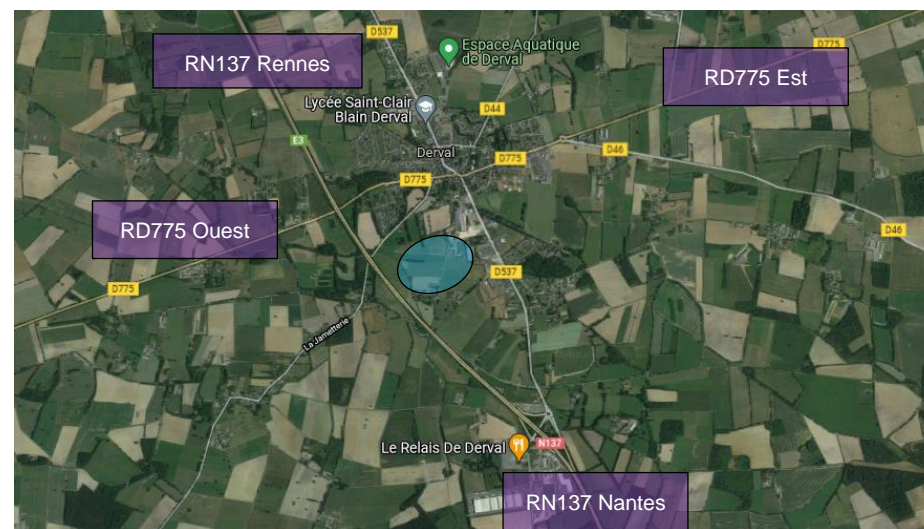 D537
RN137 Rennes
Espace Aquatique
de Derval
D775
RD775 Est
Lycée Saint-Clair
Blain Derval
D44
E3
Derval
D775
D46
D775
RD775 Ouest
D46
D537
D775
La Jarnetterie
Le Relais De Derval
N137
RN137 Nantes